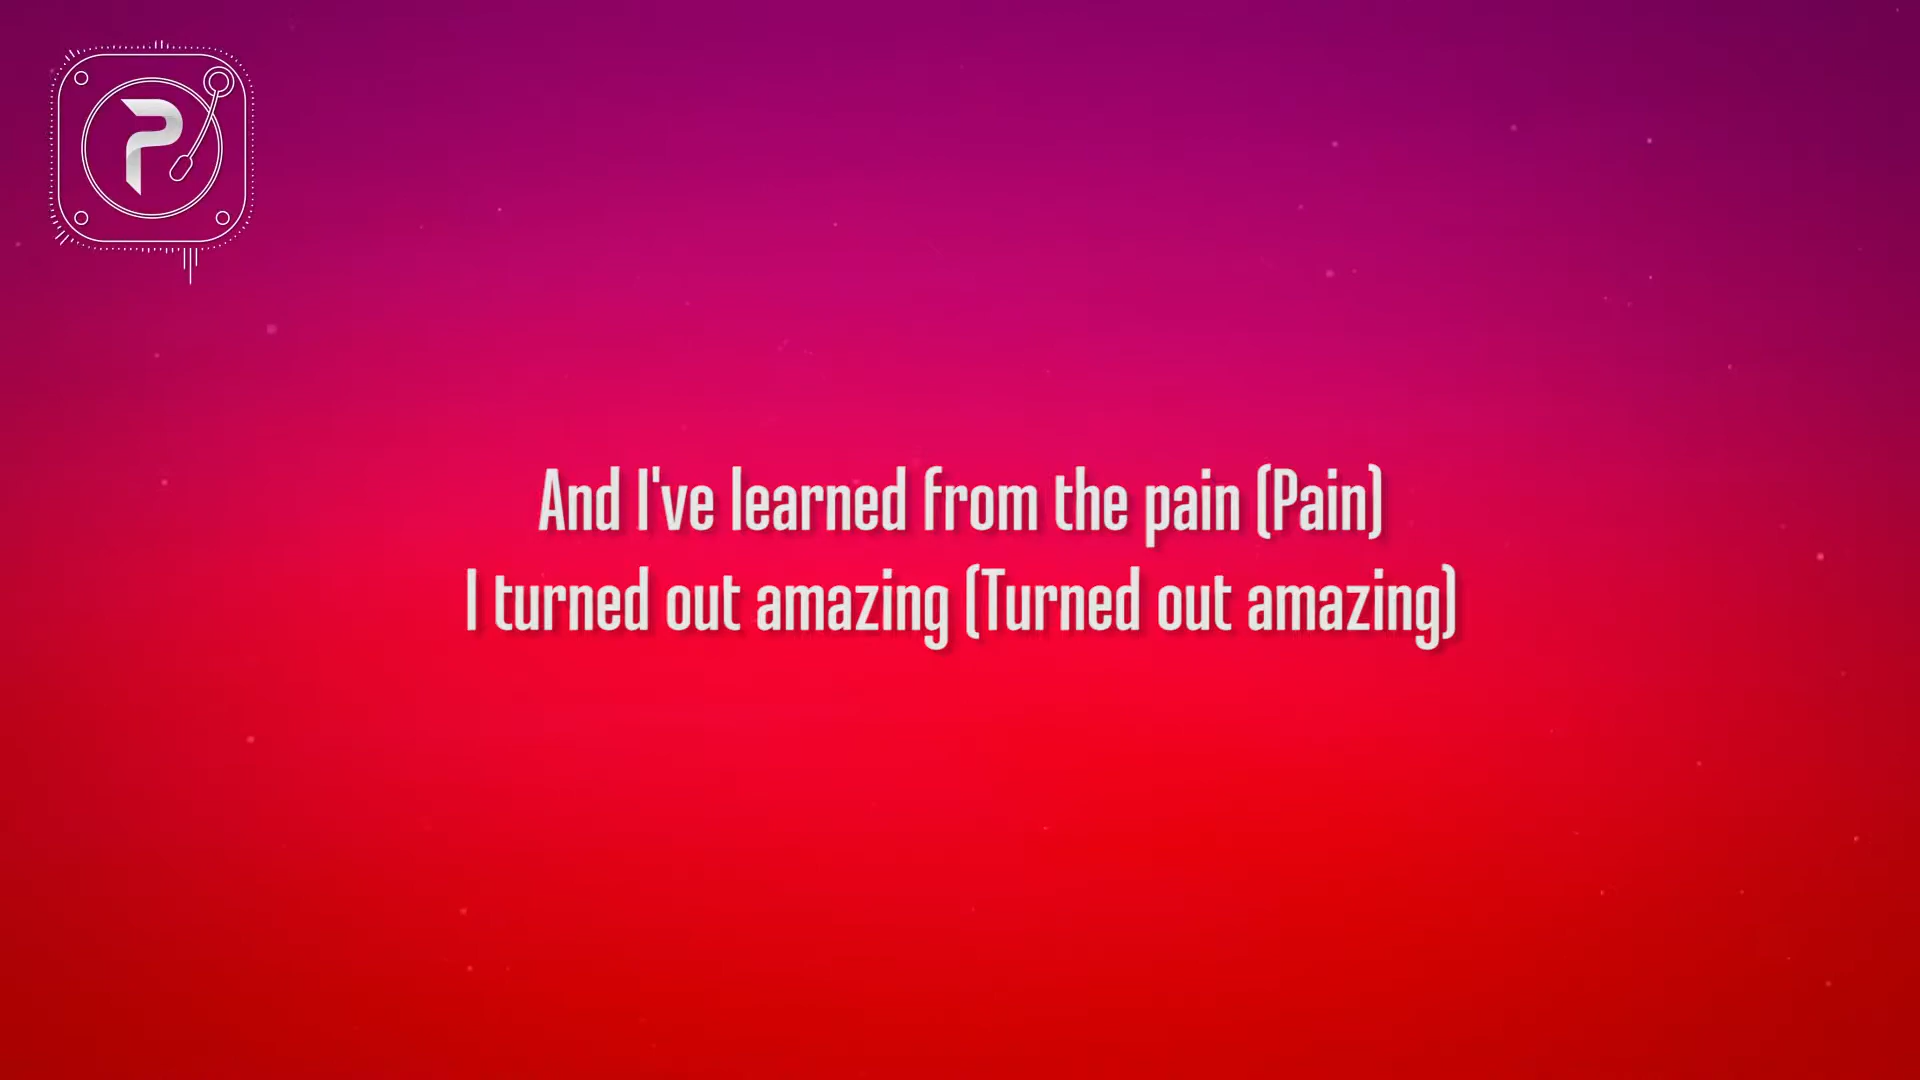 P
And I've learned from the pain (Pain)
I turned out amazing (Turned out amazing)